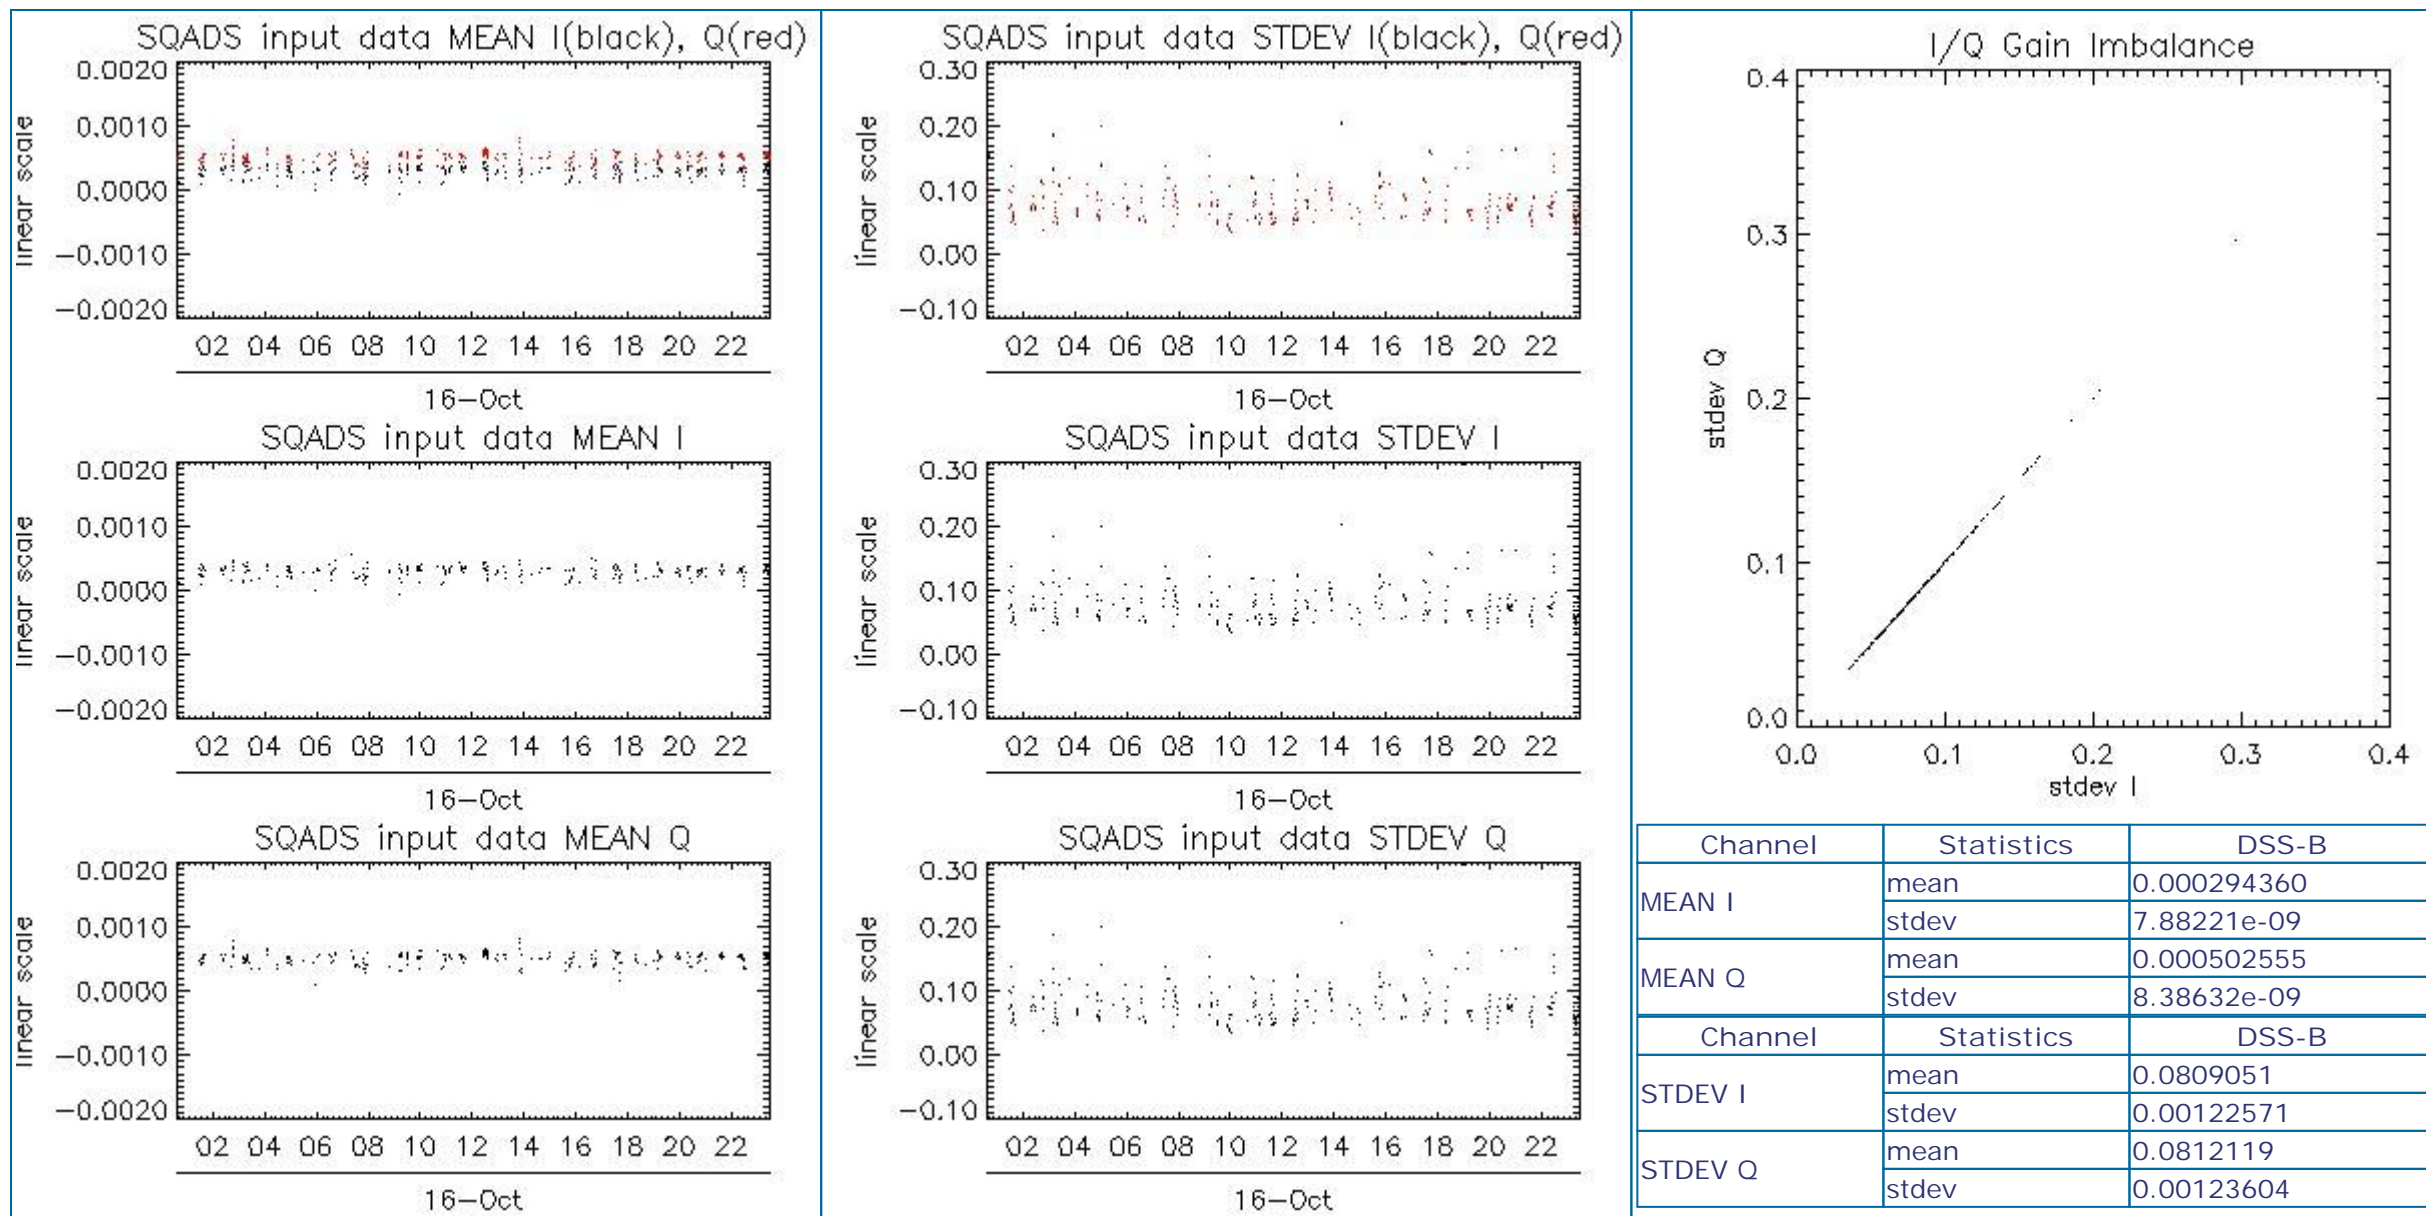 SQADS input data MEAN I(black), Q(red)
0.0020
0.0010
0.0000
-0.0010
-0.0020
linear scale
02 04 06 08 10 12 14 16 18 20 22
16-Oct
SQADS input data MEAN I
0.0020
0.0010
0.0000
-0.0010
-0.0020
linear scale
02 04 06 08 10 12 14 16 18 20 22
16-Oct
SQADS input data MEAN Q
0.0020
0.0010
0.0000
-0.0010
-0.0020
linear scale
02 04 06 08 10 12 14 16 18 20 22
16-Oct
SQADS input data STDEV I(black), Q(red)
0.30
0.20
0.10
0.00
-0.10
linear scale
02 04 06 08 10 12 14 16 18 20 22
16-Oct
SQADS input data STDEV I
0.30
0.20
0.10
0.00
-0.10
linear scale
02 04 06 08 10 12 14 16 18 20 22
16-Oct
SQADS input data STDEV Q
0.30
0.20
0.10
0.00
-0.10
linear scale
02 04 06 08 10 12 14 16 18 20 22
16-Oct
I/Q Gain Imbalance
0.4
0.3
0.2
0.1
0.0
stdev Q
0.0 0.1 0.2 0.3 0.4
stdev I
Channel Statistics DSS-B
MEAN I mean 0.000294360
stdev 7.88221e-09
MEAN Q mean 0.000502555
stdev 8.38632e-09
Channel Statistics DSS-B
STDEV I mean 0.0809051
stdev 0.00122571
STDEV Q mean 0.0812119
stdev 0.00123604